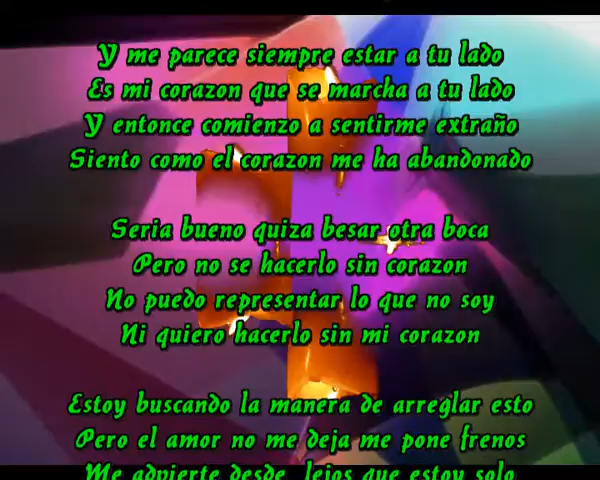 Y me parece siempre estar a tu lado
Es mi corazon que se marcha a tu lado
Y entonce comienzo a sentirme extraño
Siento como el corazon me ha abandonado
Seria bueno quiza besar otra boca
Pero no se hacerlo sin corazon
No puedo representar lo que no soy
Ni quiero hacerlo sin mi corazon
Estoy buscando la manera de arreglar esto
Pero el amor no me deja me pone frenos
Me advierte desde lejos que estoy solo